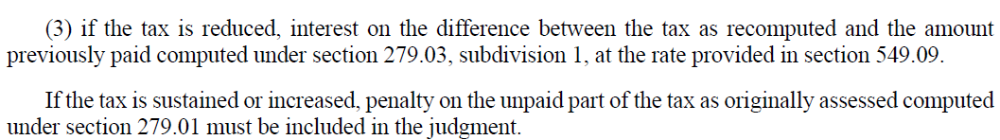 (3) if the tax is reduced, interest on the difference between the tax as recomputed and the amount
previously paid computed under section 279.03, subdivision 1, at the rate provided in section 549.09.
If the tax is sustained or increased, penalty on the unpaid part of the tax as originally assessed computed
under section 279.01 must be included in the judgment.